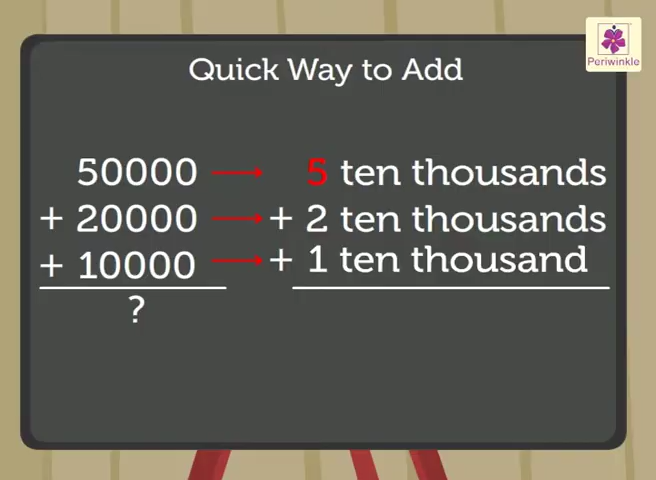 Periwinkle
Quick Way to Add
50000 → 5 ten thousands
+ 20000 → + 2 ten thousands
+ 10000 → + 1 ten thousand
?